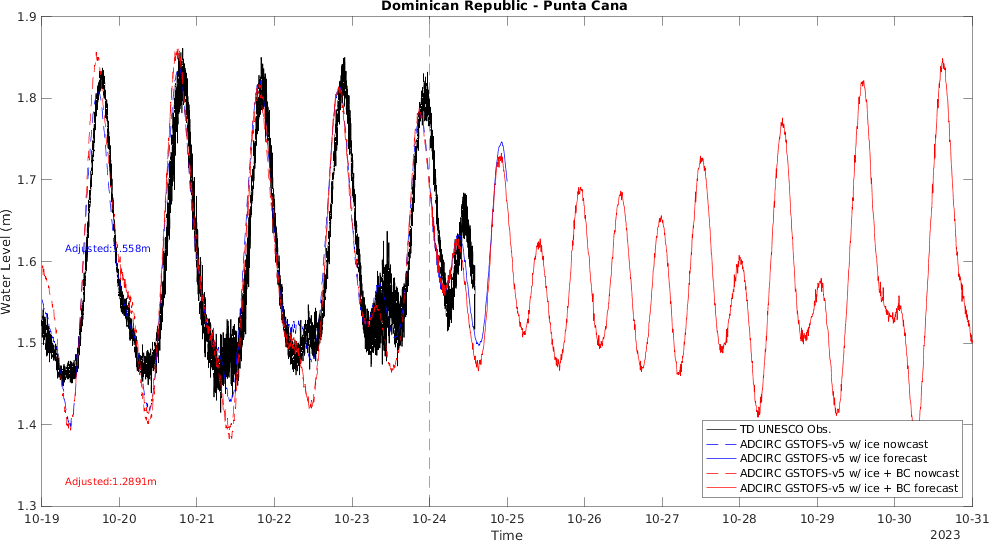 Dominican Republic - Punta Cana
1.9
1.8
1.7
1.6
1.5
1.4
1.3
Water Level (m)
Adjusted:1.558m
Adjusted:1.2891m
TD UNESCO Obs.
ADCIRC GSTOFS-v5 w/ ice nowcast
ADCIRC GSTOFS-v5 w/ ice forecast
ADCIRC GSTOFS-v5 w/ ice + BC nowcast
ADCIRC GSTOFS-v5 w/ ice + BC forecast
10-19 10-20 10-21 10-22 10-23 10-24 10-25 10-26 10-27 10-28 10-29 10-30 10-31
Time
2023